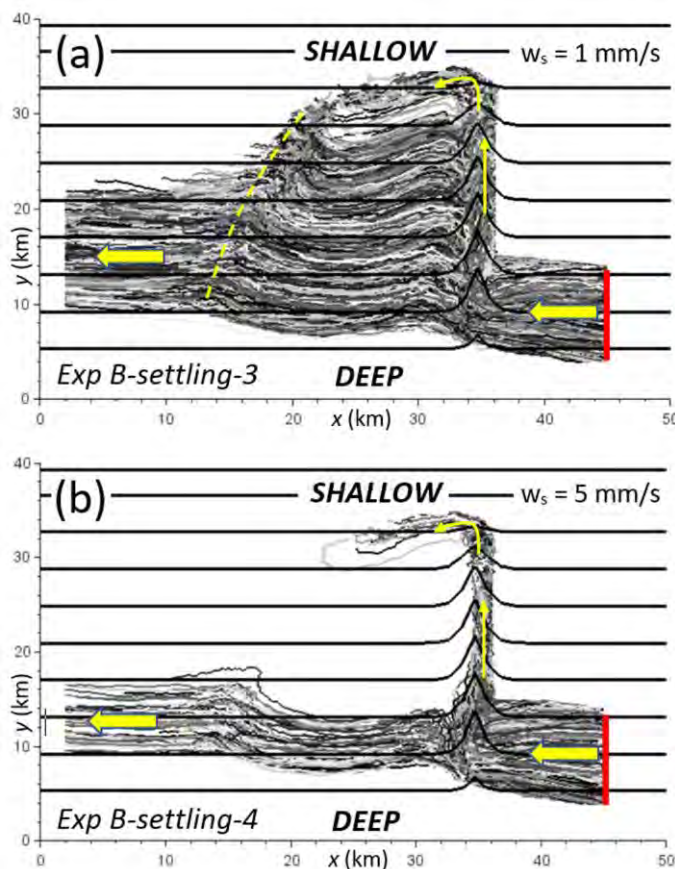 40
(a)
SHALLOW
w_s = 1 mm/s
30
y (km)
20
10
Exp B-settling-3
DEEP
0
0 10 20 x (km) 30 40 50
40
(b)
SHALLOW
w_s = 5 mm/s
30
y (km)
20
10
Exp B-settling-4
DEEP
0
0 10 20 x (km) 30 40 50